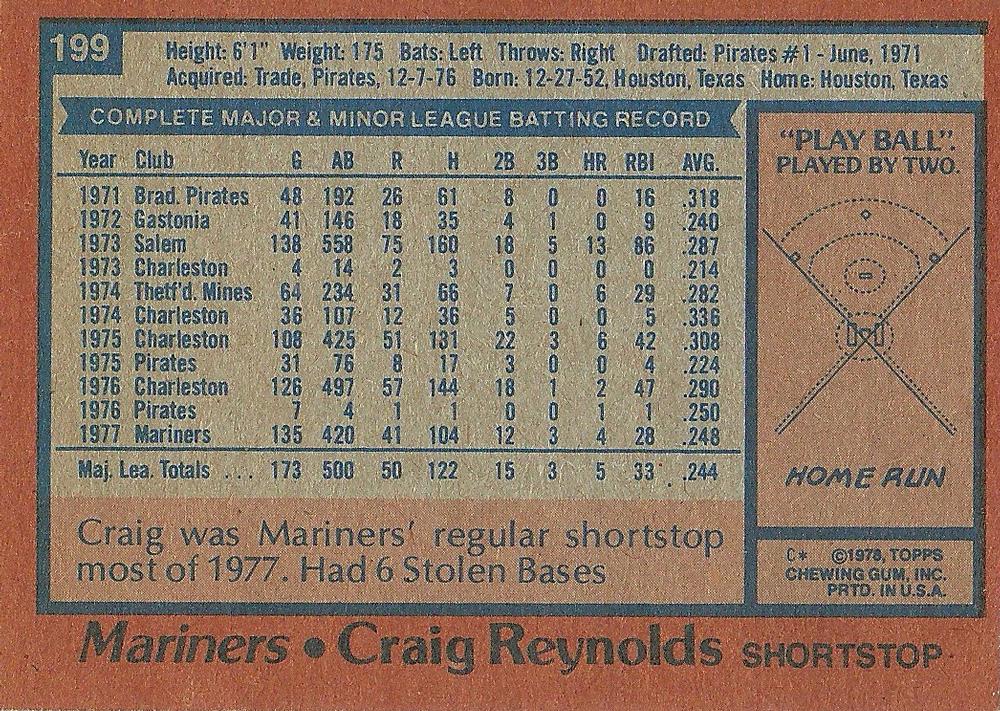 199
Height: 6'1" Weight: 175 Bats: Left Throws: Right Drafted: Pirates #1 - June, 1971
Acquired: Trade, Pirates, 12-7-76 Born: 12-27-52, Houston, Texas Home: Houston, Texas
COMPLETE MAJOR & MINOR LEAGUE BATTING RECORD
Year Club G AB R H 2B 3B HR RBI AVG.
1971 Brad. Pirates 48 192 26 61 8 0 0 16 .318
1972 Gastonia 41 146 18 35 4 1 0 9 .240
1973 Salem 138 558 75 160 18 5 13 86 .287
1973 Charleston 4 14 2 3 0 0 0 0 .214
1974 Thetf'd. Mines 64 234 31 66 7 0 6 29 .282
1974 Charleston 36 107 12 36 5 0 0 5 .336
1975 Charleston 108 425 51 131 22 3 6 42 .308
1975 Pirates 31 76 8 17 3 0 0 4 .224
1976 Charleston 126 497 57 144 18 1 2 47 .290
1976 Pirates 7 4 1 1 0 0 1 1 .250
1977 Mariners 135 420 41 104 12 3 4 28 .248
Maj. Lea. Totals . . . 173 500 50 122 15 3 5 33 .244
Craig was Mariners' regular shortstop
most of 1977. Had 6 Stolen Bases
"PLAY BALL".
PLAYED BY TWO.
HOME RUN
C* ©1978, TOPPS
CHEWING GUM, INC.
PRTD. IN U.S.A.
Mariners • Craig Reynolds SHORTSTOP